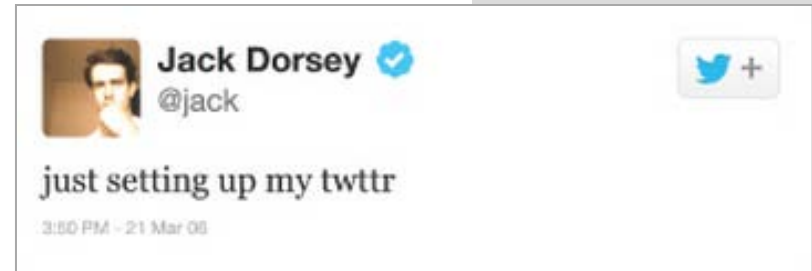 Jack Dorsey
@jack
+
just setting up my twttr
3:50 PM - 21 Mar 06